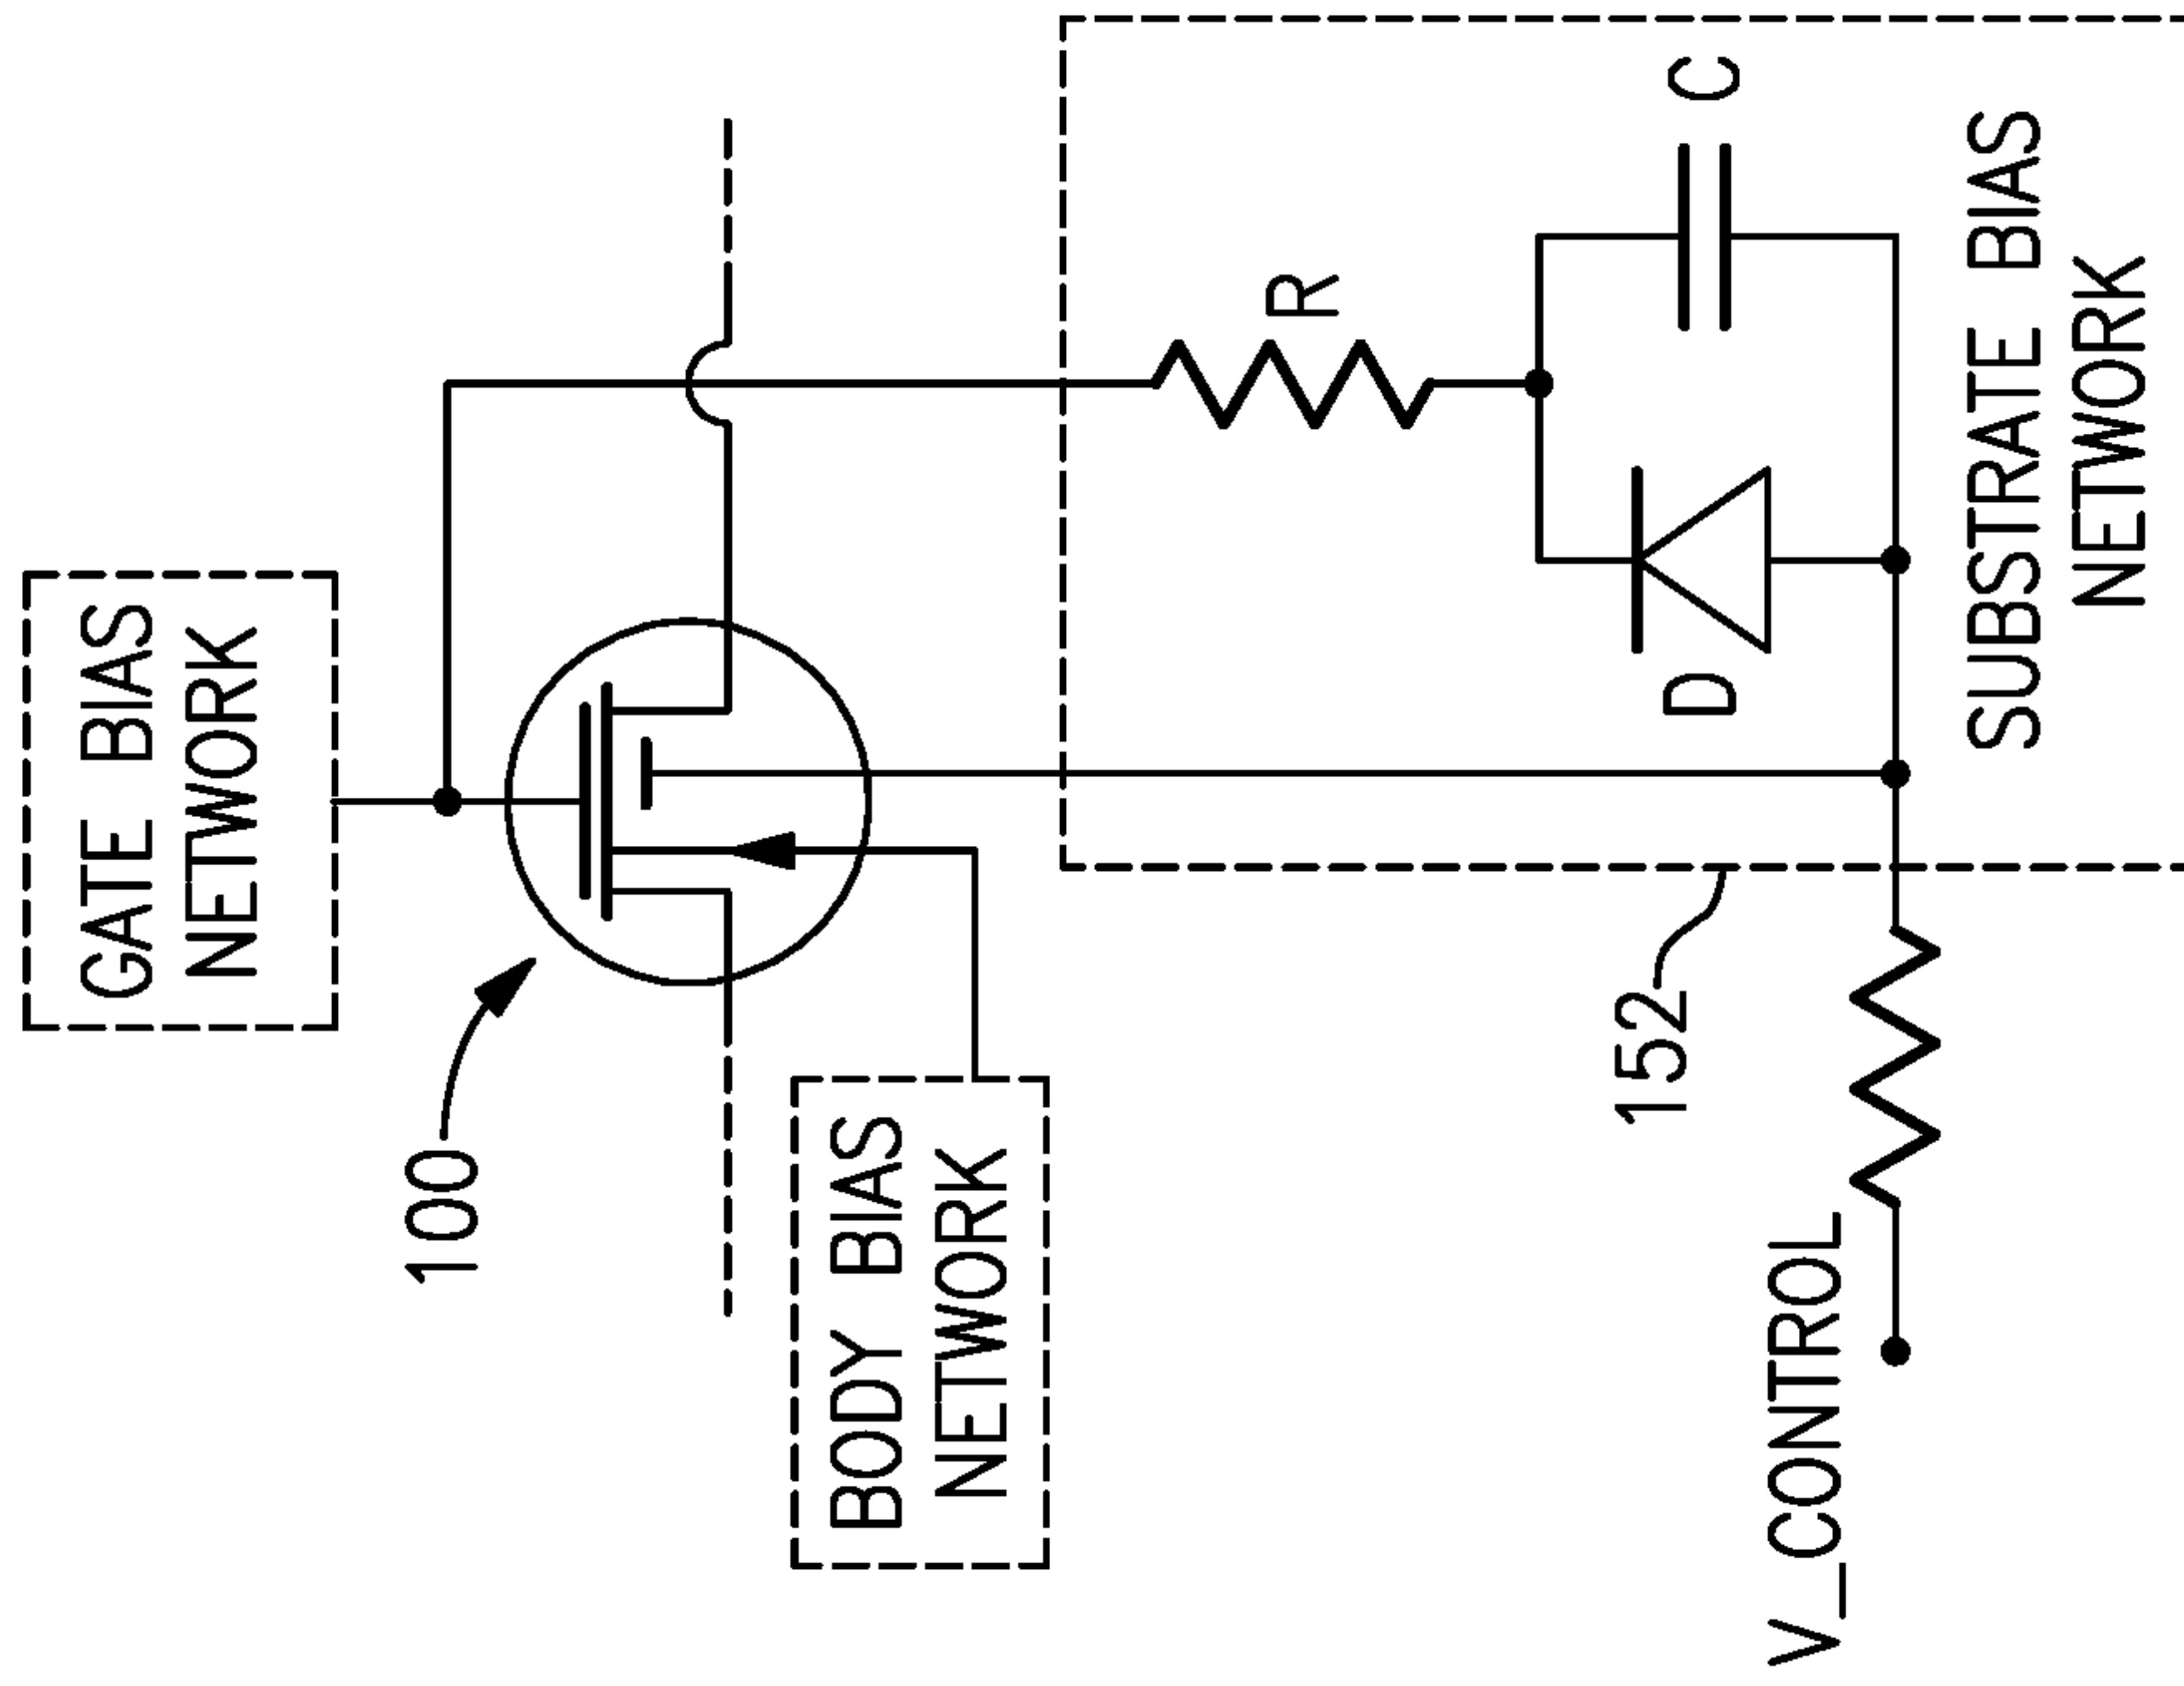 GATE BIAS
NETWORK
100
BODY BIAS
NETWORK
R
C
D
152
SUBSTRATE BIAS
NETWORK
V_CONTROL